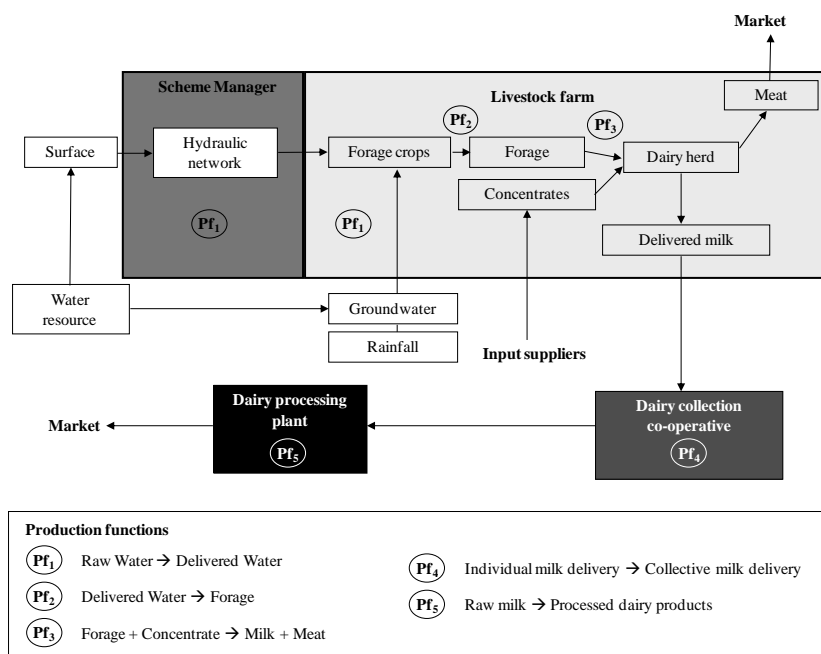 Market
Scheme Manager
Livestock farm
Meat
Pf2
Pf3
Surface
Hydraulic
network
Forage crops
Forage
Dairy herd
Concentrates
Pf1
Pf1
Delivered milk
Water
resource
Groundwater
Rainfall
Input suppliers
Dairy processing
plant
Pf5
Market
Dairy collection
co-operative
Pf4
Production functions
Pf1 Raw Water → Delivered Water
Pf2 Delivered Water → Forage
Pf3 Forage + Concentrate → Milk + Meat
Pf4 Individual milk delivery → Collective milk delivery
Pf5 Raw milk → Processed dairy products